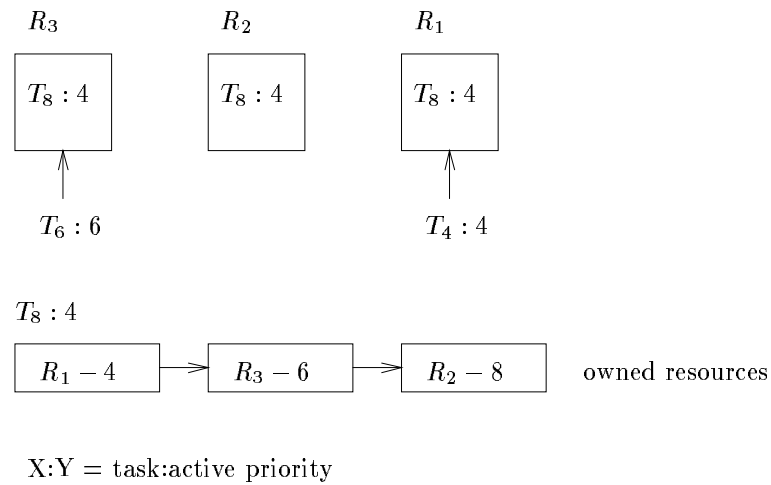 R₃ R₂ R₁
T₈ : 4 T₈ : 4 T₈ : 4
T₆ : 6 T₄ : 4
T₈ : 4
R₁ − 4 R₃ − 6 R₂ − 8 owned resources
X:Y = task:active priority